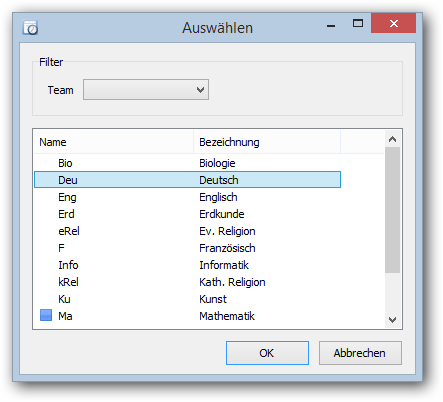 Auswählen
Filter
Team
Name Bezeichnung
Bio Biologie
Deu Deutsch
Eng Englisch
Erd Erdkunde
eRel Ev. Religion
F Französisch
Info Informatik
kRel Kath. Religion
Ku Kunst
Ma Mathematik
OK Abbrechen